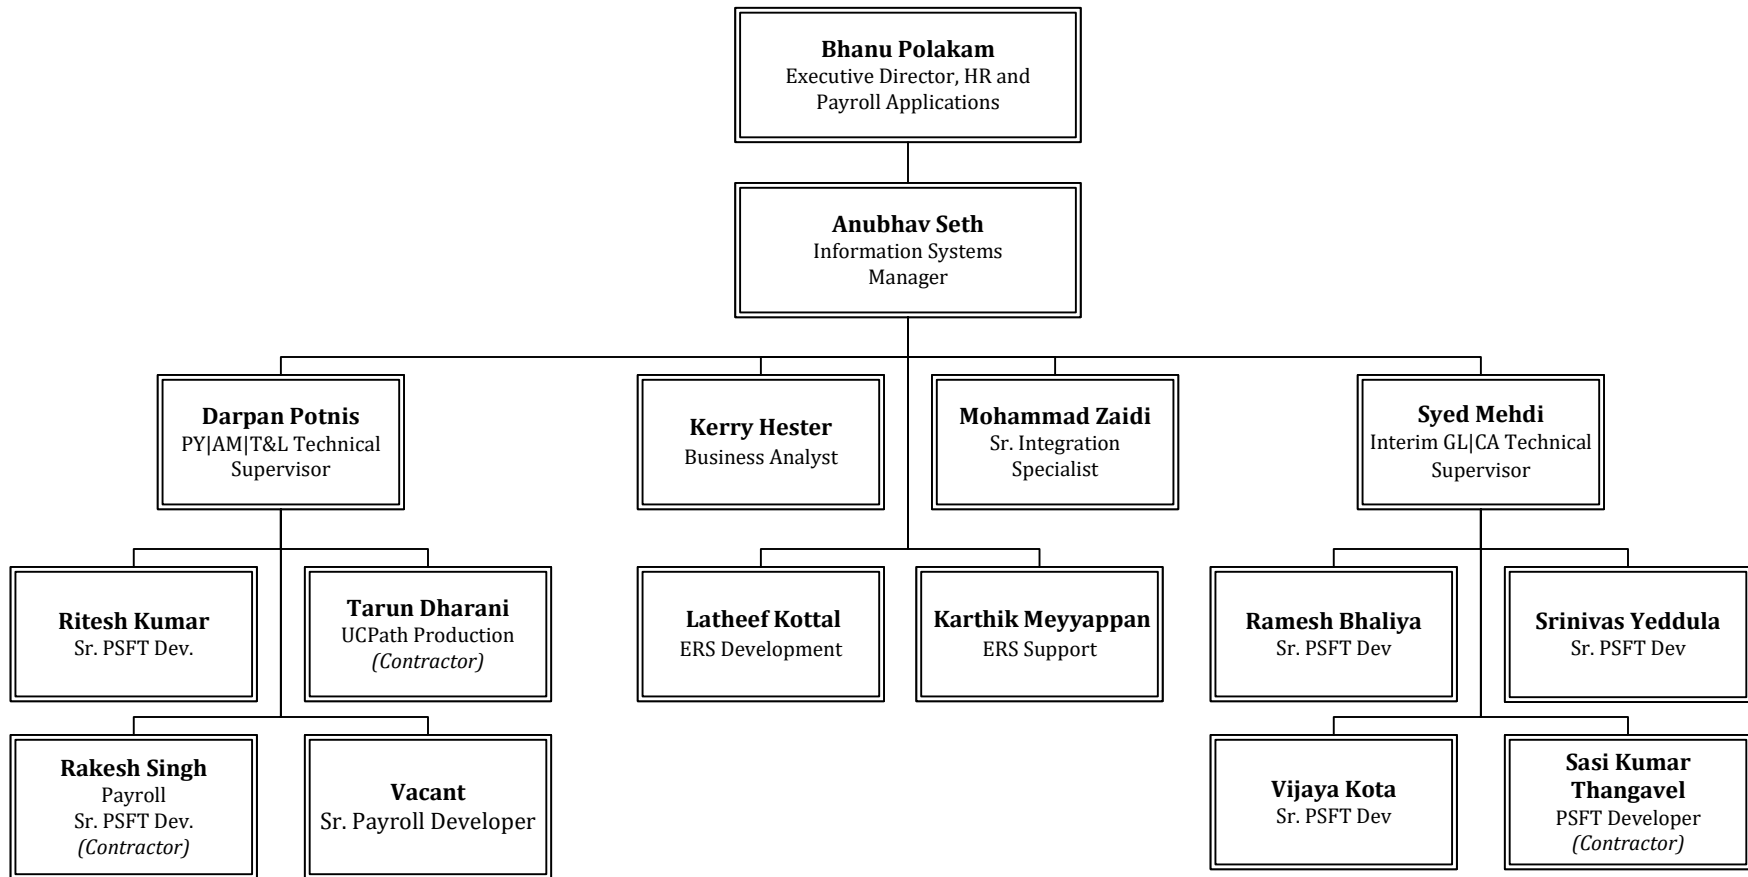 Bhanu Polakam
Executive Director, HR and
Payroll Applications
Anubhav Seth
Information Systems
Manager
Darpan Potnis
PY|AM|T&L Technical
Supervisor
Kerry Hester
Business Analyst
Mohammad Zaidi
Sr. Integration
Specialist
Syed Mehdi
Interim GL|CA Technical
Supervisor
Ritesh Kumar
Sr. PSFT Dev.
Tarun Dharani
UCPath Production
(Contractor)
Latheef Kottal
ERS Development
Karthik Meyyappan
ERS Support
Ramesh Bhaliya
Sr. PSFT Dev
Srinivas Yeddula
Sr. PSFT Dev
Rakesh Singh
Payroll
Sr. PSFT Dev.
(Contractor)
Vacant
Sr. Payroll Developer
Vijaya Kota
Sr. PSFT Dev
Sasi Kumar
Thangavel
PSFT Developer
(Contractor)